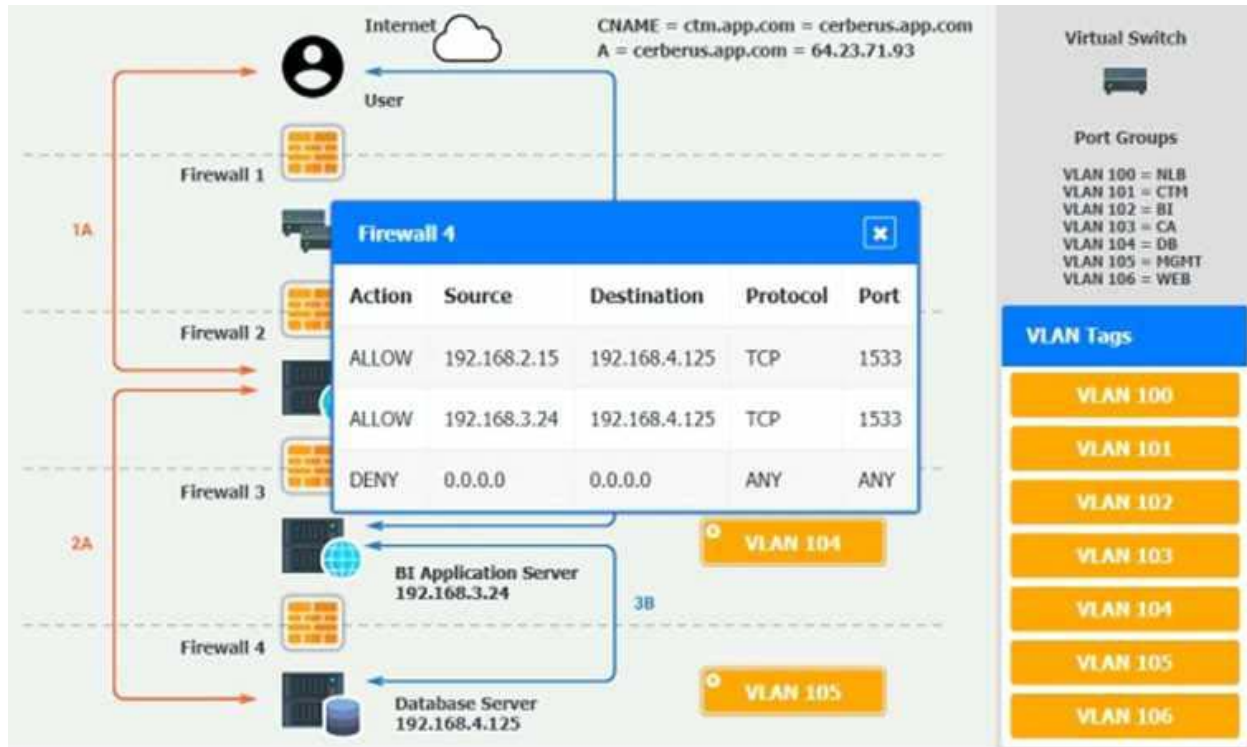 Internet
CNAME = ctm.app.com = cerberus.app.com
A = cerberus.app.com = 64.23.71.93
User
Firewall 1
1A
Firewall 2
Firewall 3
2A
Firewall 4
Firewall 4
Action Source Destination Protocol Port
ALLOW 192.168.2.15 192.168.4.125 TCP 1533
ALLOW 192.168.3.24 192.168.4.125 TCP 1533
DENY 0.0.0.0 0.0.0.0 ANY ANY
VLAN 104
BI Application Server
192.168.3.24
3B
Database Server
192.168.4.125
VLAN 105
Virtual Switch
Port Groups
VLAN 100 = NLB
VLAN 101 = CTM
VLAN 102 = BI
VLAN 103 = CA
VLAN 104 = DB
VLAN 105 = MGMT
VLAN 106 = WEB
VLAN Tags
VLAN 100
VLAN 101
VLAN 102
VLAN 103
VLAN 104
VLAN 105
VLAN 106